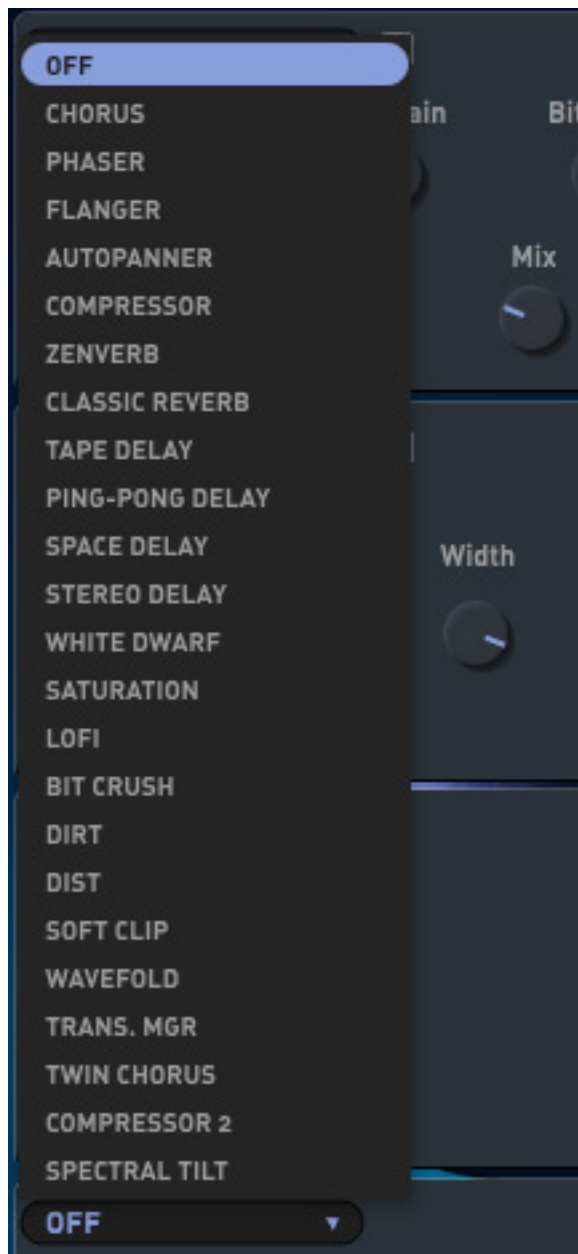 OFF
CHORUS
ain
Bit
PHASER
FLANGER
AUTOPANNER
Mix
COMPRESSOR
ZENVERB
CLASSIC REVERB
TAPE DELAY
PING-PONG DELAY
SPACE DELAY
Width
STEREO DELAY
WHITE DWARF
SATURATION
LOFI
BIT CRUSH
DIRT
DIST
SOFT CLIP
WAVEFOLD
TRANS. MGR
TWIN CHORUS
COMPRESSOR 2
SPECTRAL TILT
OFF